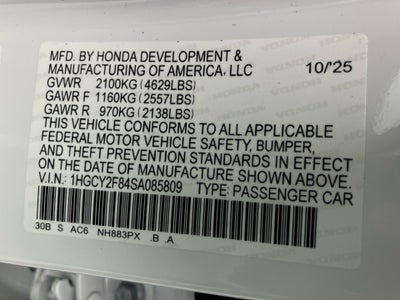 MFD. BY HONDA DEVELOPMENT &
MANUFACTURING OF AMERICA, LLC 10/25
GVWR 2100KG (4629LBS)
GAWR F 1160KG (2557LBS)
GAWR R 970KG (2138LBS)
THIS VEHICLE CONFORMS TO ALL APPLICABLE
FEDERAL MOTOR VEHICLE SAFETY, BUMPER,
AND THEFT PREVENTION STANDARDS IN EFFECT
ON THE DATE OF MANUFACTURE SHOWN ABOVE.
V.I.N.: 1HGCY2F84SA085809 TYPE: PASSENGER CAR
30B S AC6 NH883PX .B .A